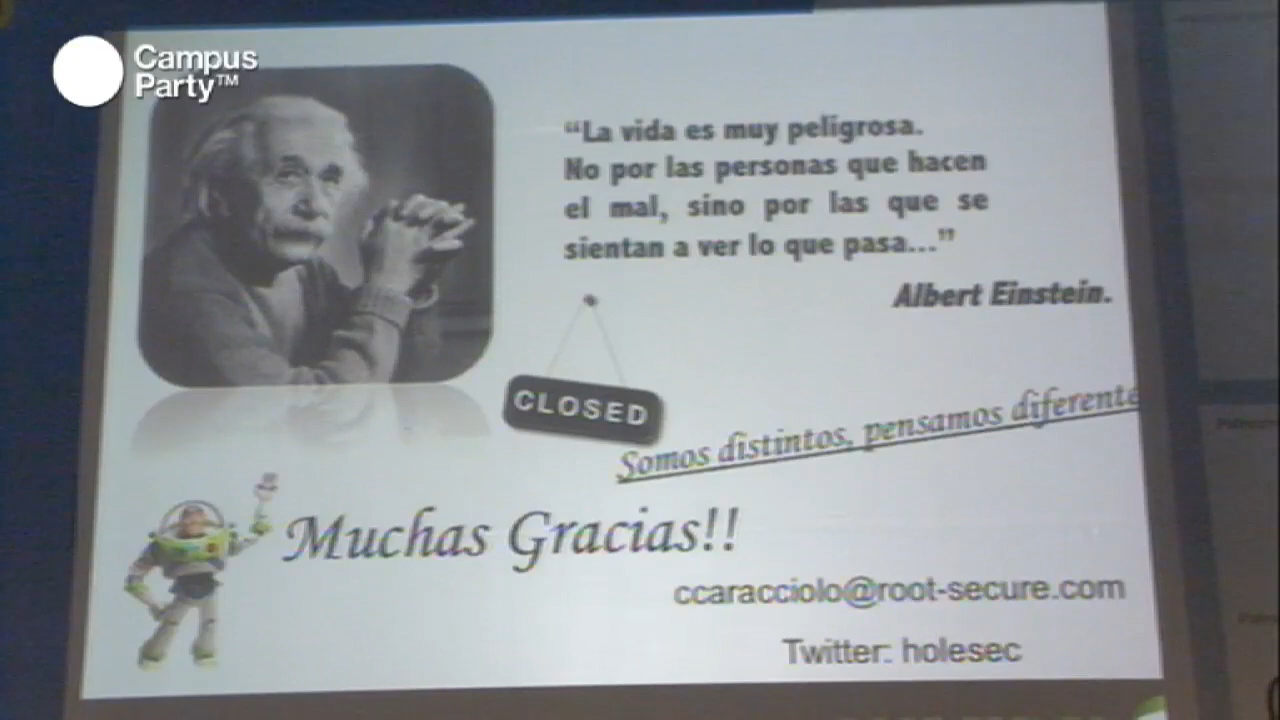 Campus
Party™
“La vida es muy peligrosa.
No por las personas que hacen
el mal, sino por las que se
sientan a ver lo que pasa...”
Albert Einstein.
CLOSED
Somos distintos, pensamos diferente
Muchas Gracias!!
ccaracciolo@root-secure.com
Twitter: holesec